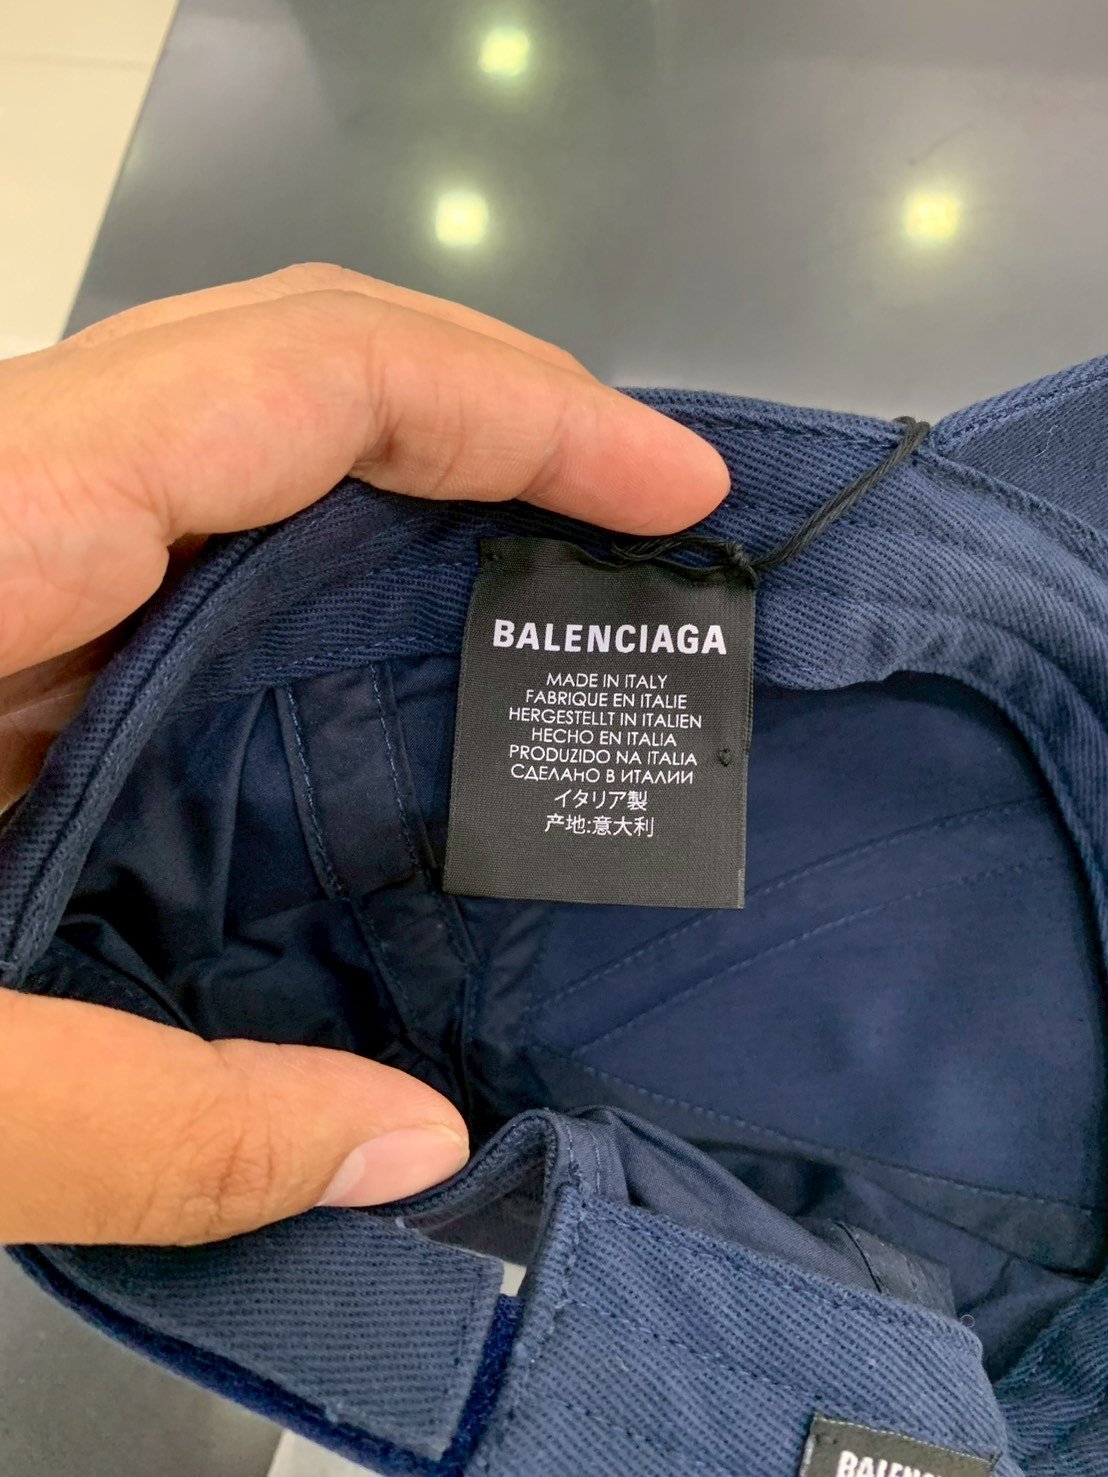 BALENCIAGA
MADE IN ITALY
FABRIQUE EN ITALIE
HERGESTELLT IN ITALIEN
HECHO EN ITALIA
PRODUZIDO NA ITALIA
СДЕЛАНО В ИТАЛИИ
イタリア製
产地:意大利